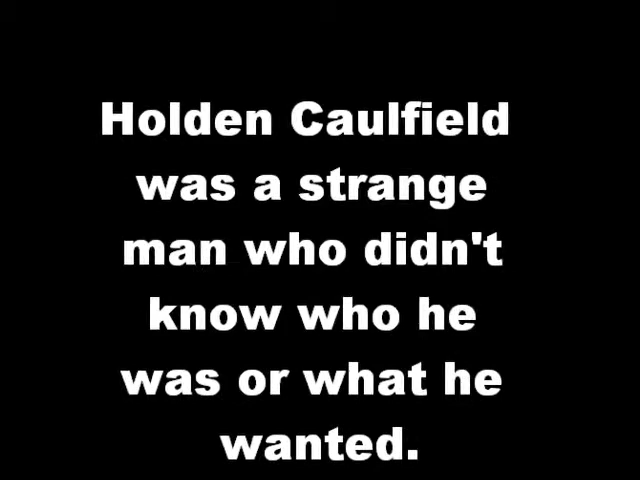 Holden Caulfield
was a strange
man who didn't
know who he
was or what he
wanted.